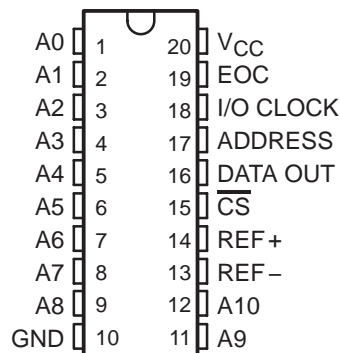 A0 1 20 VCC
A1 2 19 EOC
A2 3 18 I/O CLOCK
A3 4 17 ADDRESS
A4 5 16 DATA OUT
A5 6 15 C̅S̅
A6 7 14 REF+
A7 8 13 REF−
A8 9 12 A10
GND 10 11 A9